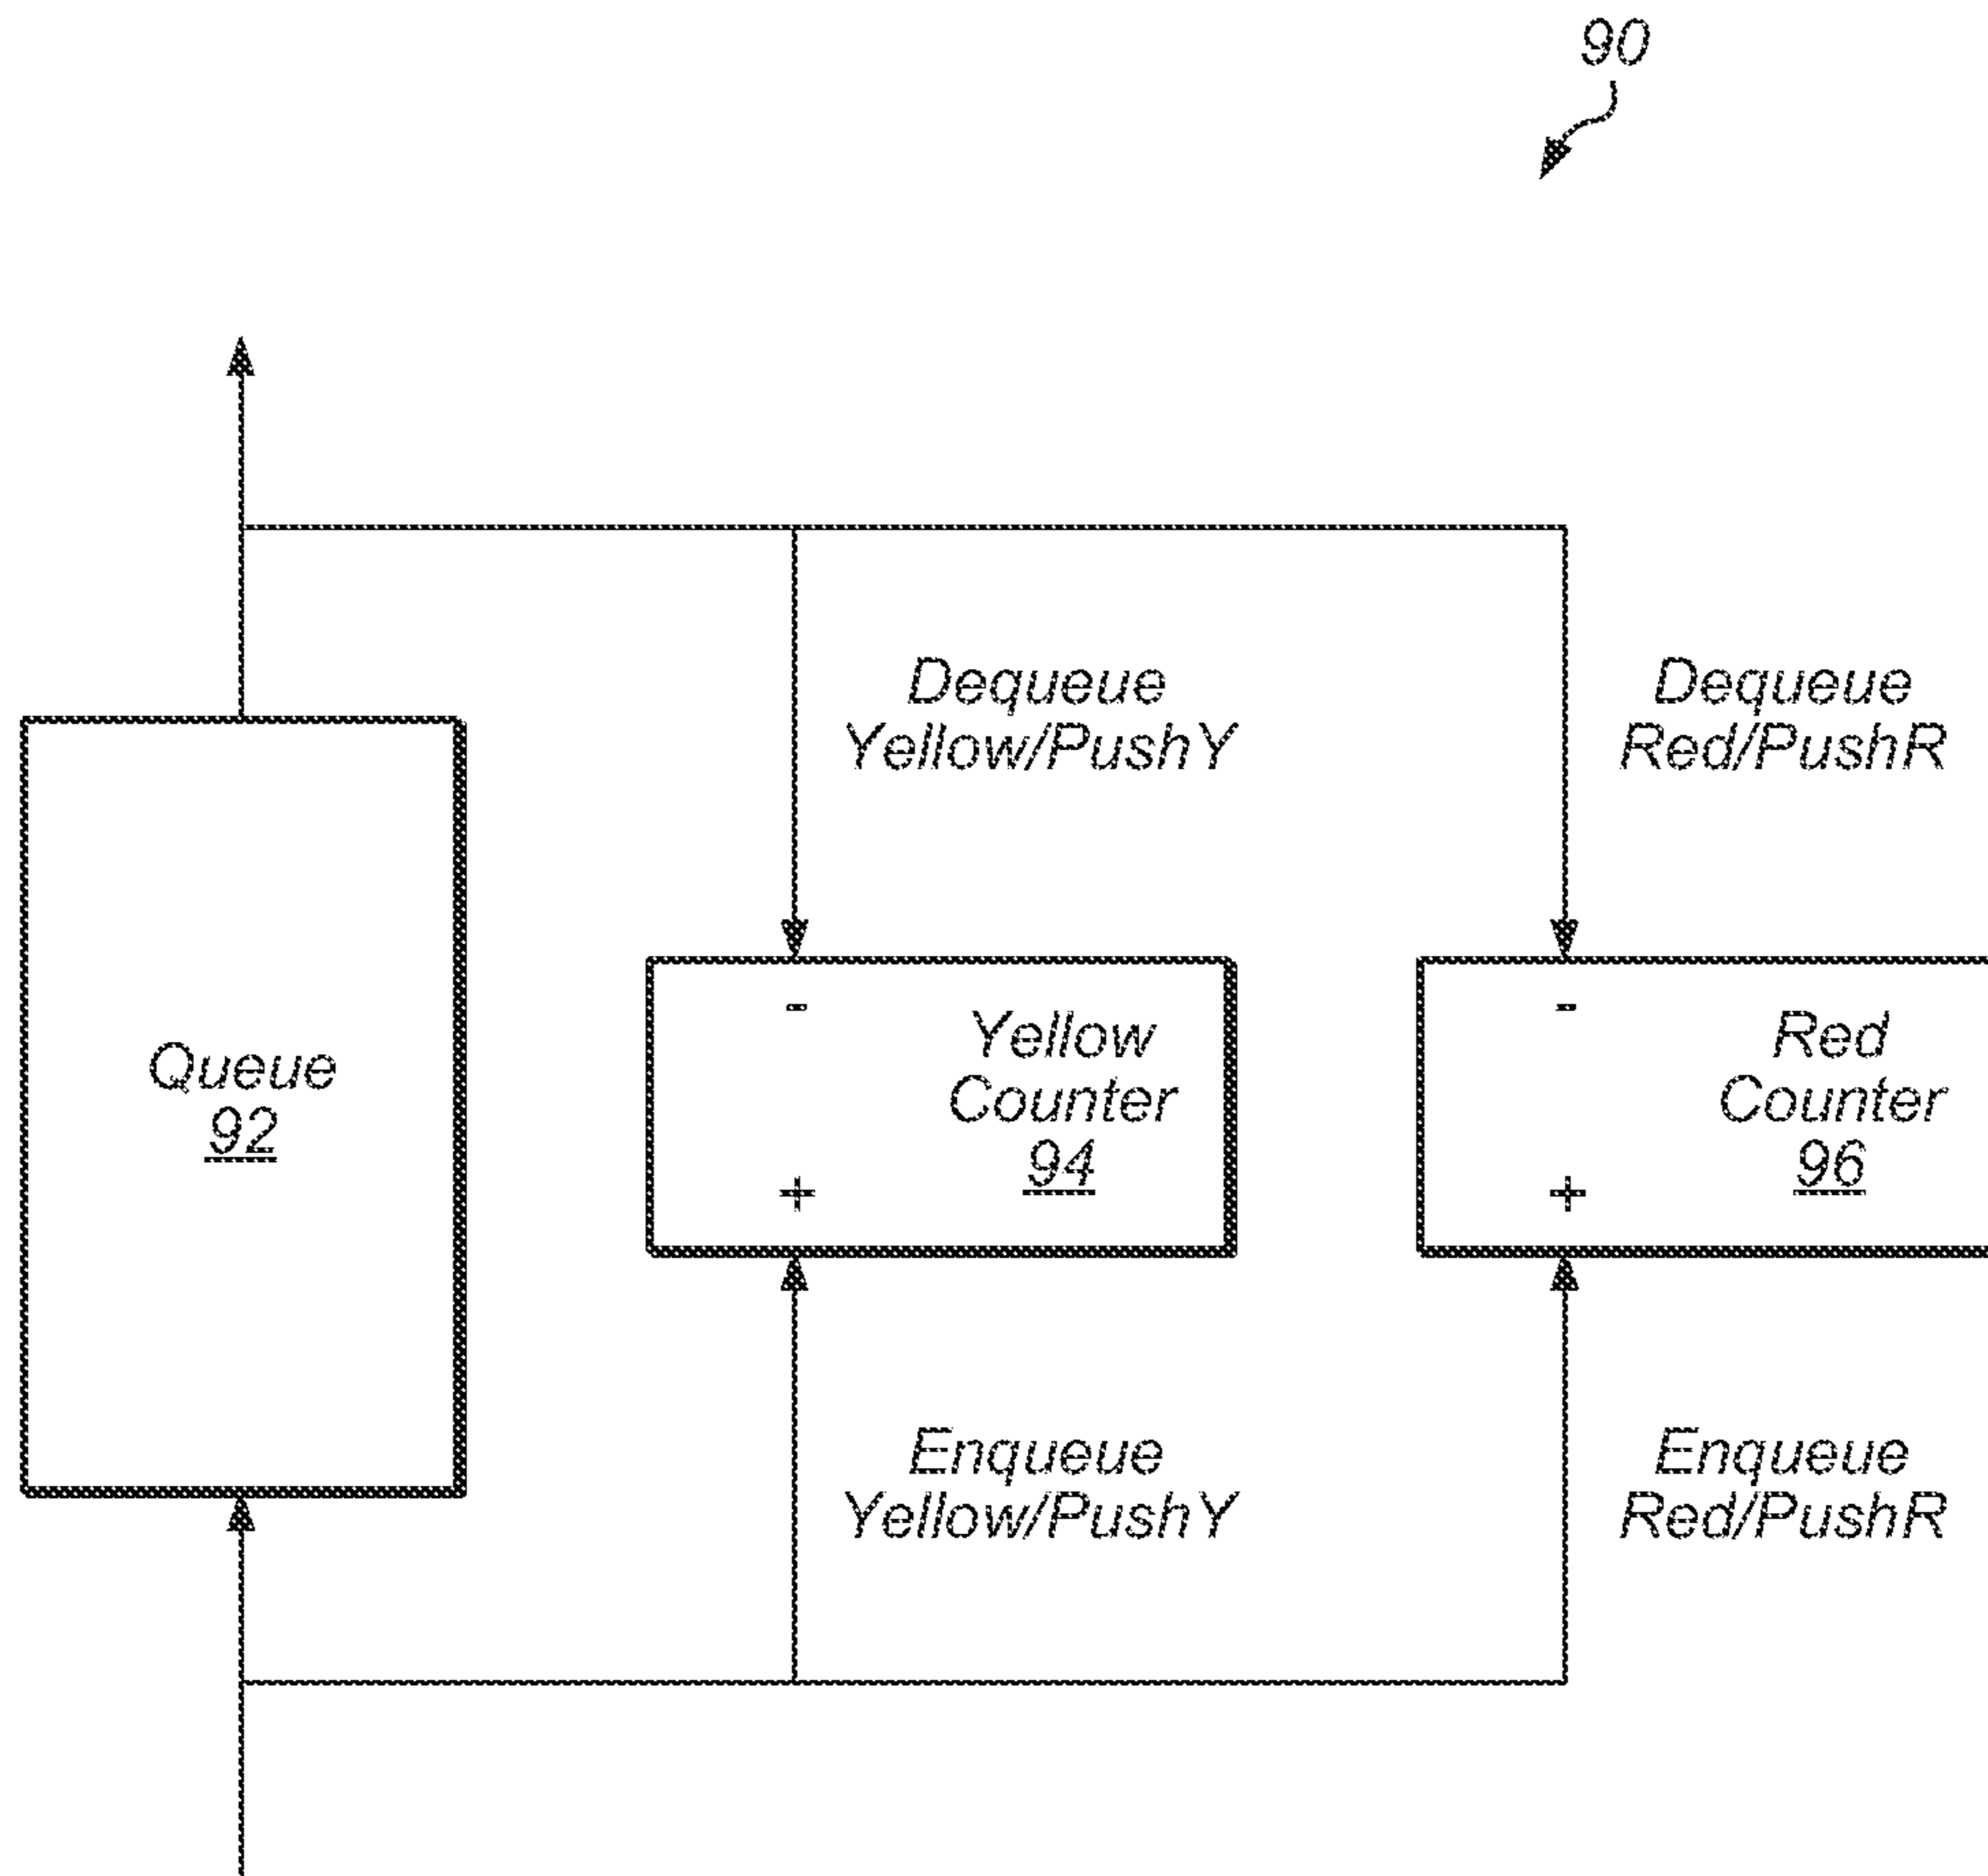 90
Dequeue
Yellow/PushY
Dequeue
Red/PushR
Queue
92
-
Yellow
Counter
94
+
-
Red
Counter
96
+
Enqueue
Yellow/PushY
Enqueue
Red/PushR